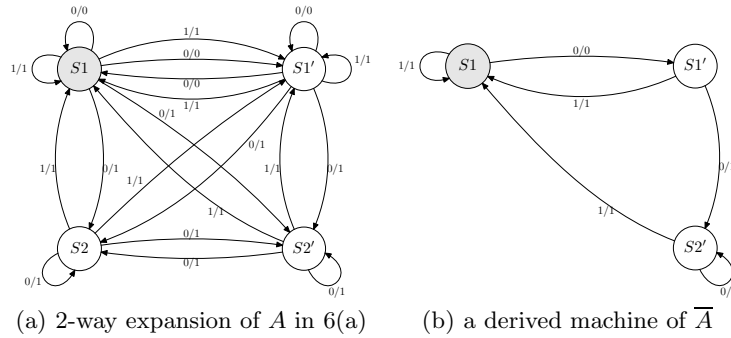 0/0 0/0
1/1
1/1 S1 0/0 S1′ 1/1 1/1 S1 0/0 S1′
0/0
1/1 1/1
0/1
0/1
1/1 0/1 1/1 0/1 0/1
1/1
1/1 1/1
S2 0/1 S2′ S2′
0/1
0/1 0/1 0/1
(a) 2-way expansion of A in 6(a) (b) a derived machine of A̅